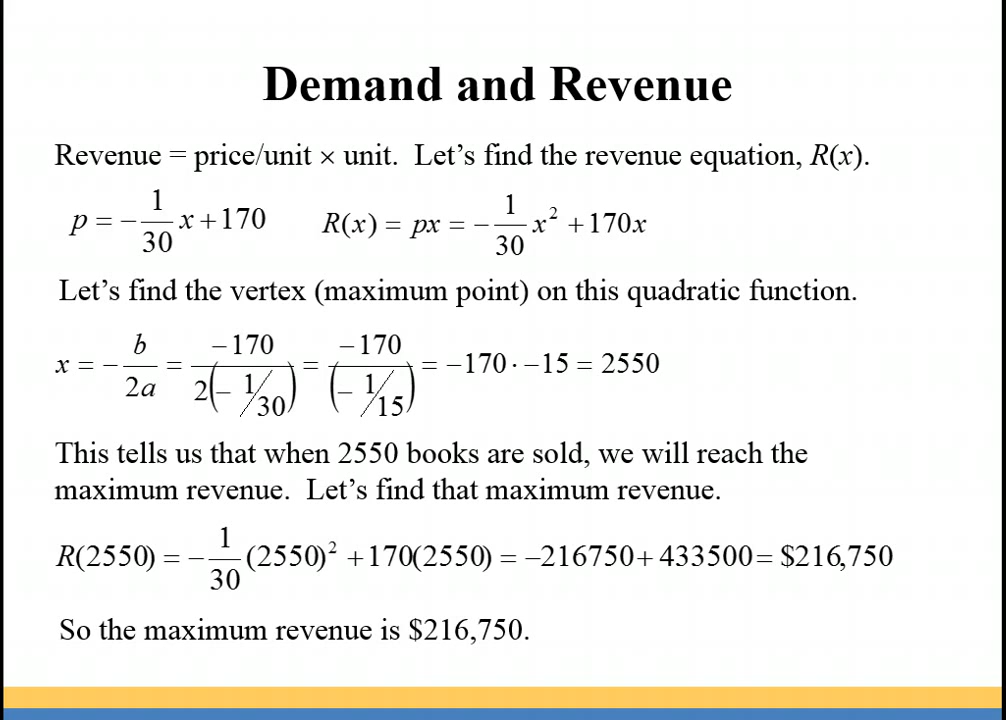 Demand and Revenue
Revenue = price/unit × unit. Let's find the revenue equation, R(x).
p = −1/30 x + 170 R(x) = px = −1/30 x² + 170x
Let's find the vertex (maximum point) on this quadratic function.
x = −b/2a = −170/2(−1/30) = −170/(−1/15) = −170 · −15 = 2550
This tells us that when 2550 books are sold, we will reach the
maximum revenue. Let's find that maximum revenue.
R(2550) = −1/30 (2550)² + 170(2550) = −216750 + 433500 = $216,750
So the maximum revenue is $216,750.